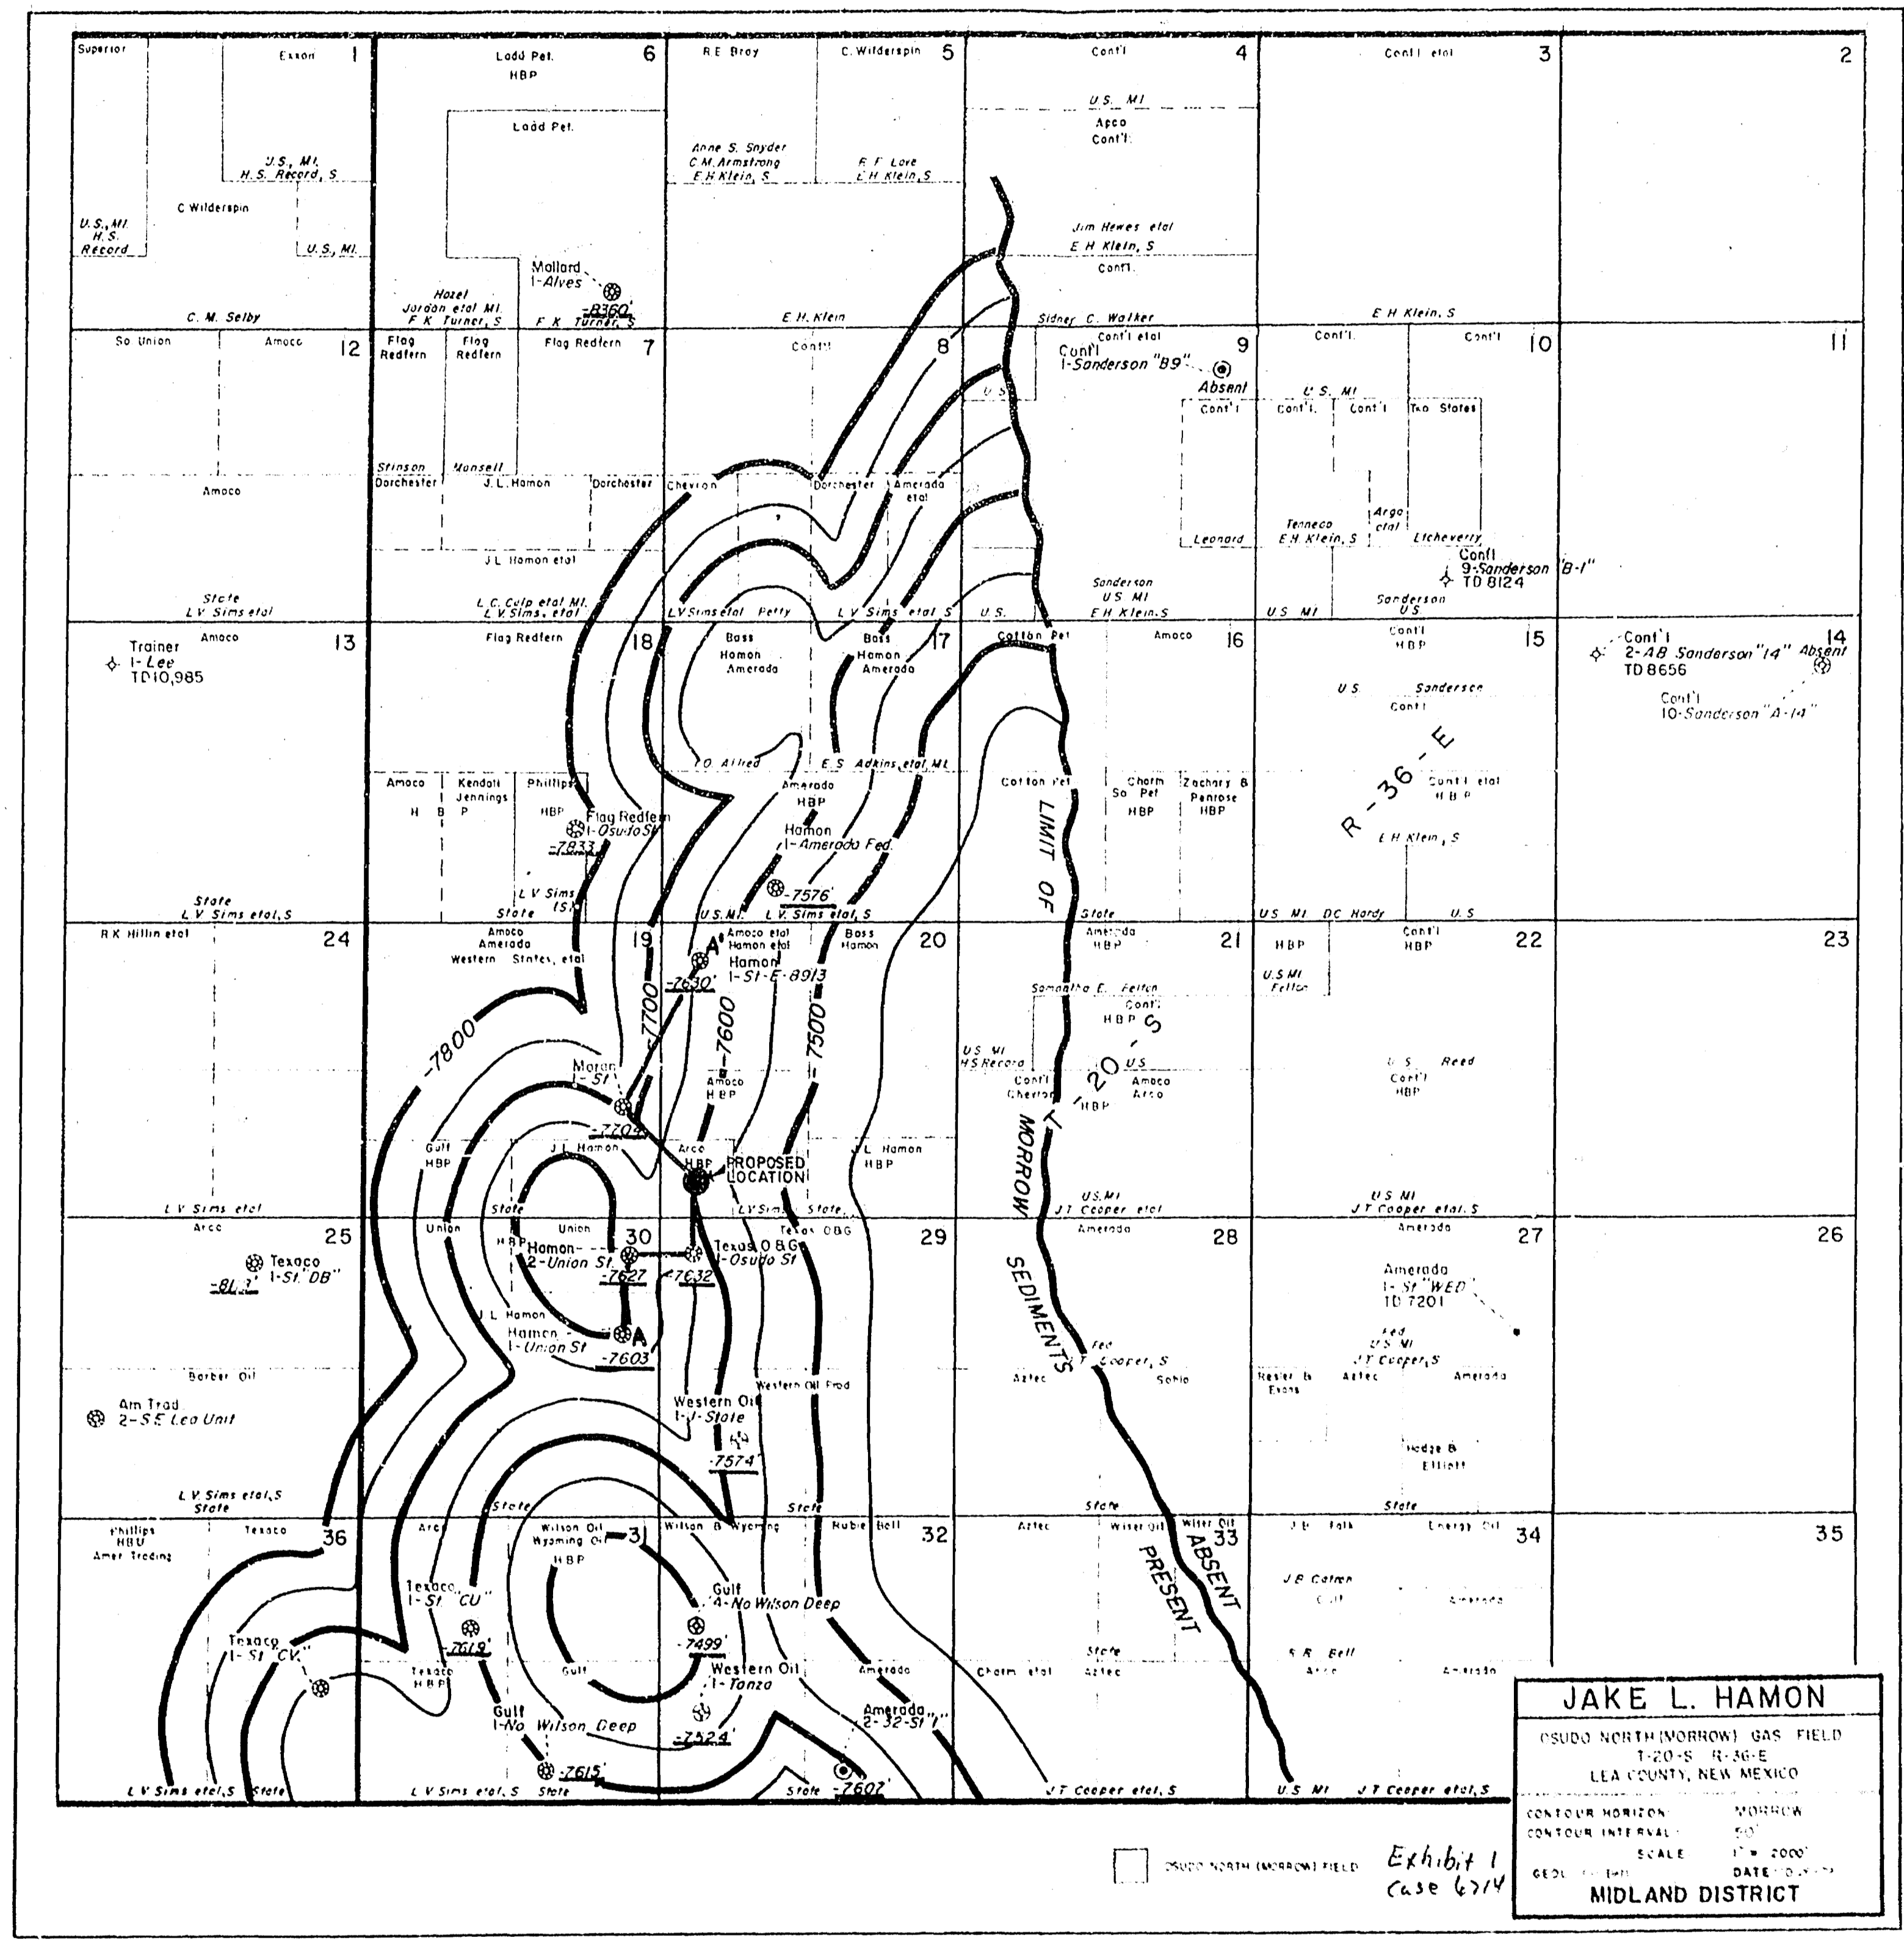 Superior
Exxon
1
Ladd Pet.
HBP
6
R.E. Bray
C. Wilderspin
5
Cont'l
4
Cont'l etal
3
2
U.S., MI.
H.S. Record, S
Ladd Pet.
Anne S. Snyder
C.M. Armstrong
E.H Klein, S
R F Love
E.H Klein, S
U.S. MI
Apco
Cont'l.
C Wilderspin
U.S., MI.
H.S.
Record
U.S., MI.
Jim Hewes etal
E H Klein, S
Cont'l.
Mallard
1-Alves
-8360'
Hazel
Jordan etal MI.
F K Turner, S
F K Turner, S
C. M. Selby
E.H. Klein
Sidney C. Walker
E H Klein, S
So Union
Amoco
12
Flag
Redfern
Flag
Redfern
Flag Redfern
7
Cont'l
8
Cont'l etal
9
Cont'l
1-Sanderson "B9"
Absent
Cont'l.
Cont'l
10
11
U S
U. S. MI
Cont'l
Cont'l.
Cont'l
Two States
Amoco
Stinson
Dorchester
Monsell
J.L. Hamon
Dorchester
Chevron
Dorchester
Amerada
etal
Leonard
Tenneco
E.H. Klein, S
Argo
etal
Etcheverry
J L Hamon etal
Cont'l
9-Sanderson "B-1"
TD 8124
State
L V Sims etal
L.C. Culp etal MI.
L.V. Sims, etal
L V Sims etal
Petty
L V Sims etal, S
U.S.
Sanderson
U S MI
E H Klein, S
U S MI
Sanderson
U S
Trainer
1-Lee
TD10,985
Amoco
13
Flag Redfern
18
Bass
Hamon
Amerada
Bass
Hamon
Amerada
17
Cotton Pet
Amoco
16
Cont'l
HBP
15
Cont'l
2-AB Sanderson "14"
TD 8656
14
Absent
Cont'l
10-Sanderson "A-14"
U S
Sanderson
Cont'l
R-36-E
Amoco
Kendall
Jennings
Phillips
H B P
HBP
O. Allred
E.S. Adkins, etal, MI.
Cotton Pet
Charm
So Pet
HBP
Zachary &
Penrose
HBP
Cont'l etal
HBP
Flag Redfern
1-Osudo St
-7833
Amerada
HBP
Hamon
1-Amerada Fed.
-7576'
E H Klein, S
LIMIT OF
State
L V Sims etal, S
L V Sims
(S)
State
U.S. MI.
L V. Sims etal, S
State
U S MI
D C Hardy
U.S
R K Hillin etal
24
Amoco
Amerada
Western States, etal
19
A'
Amoco etal
Hamon etal
Hamon
1-St-E-8913
-7630'
Bass
Hamon
20
Amerada
HBP
21
HBP
Cont'l
HBP
22
23
U.S MI
Felton
Samantha E. Felton
Cont'l
HBP
T-20-S
-7800
-7700
-7600
-7500
Moran
1-St
-7704
Amoco
HBP
U.S MI
H S Record
Cont'l
Chevron
HBP
U S
Amoco
Arco
U S
Reed
Cont'l
HBP
MORROW
Gulf
HBP
J L Hamon
Arco
HBP
PROPOSED
LOCATION
J L Hamon
HBP
L V Sims etal
State
L V Sims
State
U S MI
J T Cooper etal
U S MI
J T Cooper etal, S
Arco
25
Union
HBP
Union
30
Texas O&G
29
Amerada
28
Amerada
27
26
Texaco
1-St. "DB"
Hamon
2-Union St.
-7627
Texas O & G
1-Osudo St
-7632
SEDIMENTS
Amerada
1-St "WED"
TD 7201
J L Hamon
Hamon
1-Union St
A
-7603
Fed
J.T. Cooper, S
Fed
U S MI
J T Cooper, S
Barber Oil
Western Oil Prod
Aztec
Sohio
Resler &
Evans
Aztec
Amerada
Am Trad
2-S E Lea Unit
Western Oil
1-J-State
-7574'
Hodge &
Elliott
L V Sims etal, S
State
State
State
State
State
Phillips
HBU
Amer Trading
Texaco
36
Arco
Wilson Oil
Wyoming Oil
HBP
31
Wilson & Wyoming
Rubie Bell
32
Aztec
Wiser Oil
Wiser Oil
33
J B Falk
Energy Oil
34
35
ABSENT
PRESENT
Texaco
1-St. "CU"
-7619'
Gulf
4-No Wilson Deep
-7499'
J B Catron
Gulf
Amerada
Texaco
1-St "CV"
Texaco
HBP
Gulf
Western Oil
1-Tanza
-7524'
Amerada
Charm etal
State
Aztec
S R Bell
Arco
Amerada
Gulf
1-No Wilson Deep
-7615'
Amerada
2-32-St "I"
-7607'
L V Sims etal, S
State
L V Sims etal, S
State
State
J T Cooper etal, S
U S MI
J T Cooper etal, S
JAKE L. HAMON
OSUDO NORTH (MORROW) GAS FIELD
T-20-S R-36-E
LEA COUNTY, NEW MEXICO
CONTOUR HORIZON: MORROW
CONTOUR INTERVAL: 50'
SCALE 1" = 2000'
GEOL
DATE
MIDLAND DISTRICT
OSUDO NORTH (MORROW) FIELD
Exhibit 1
Case 6714